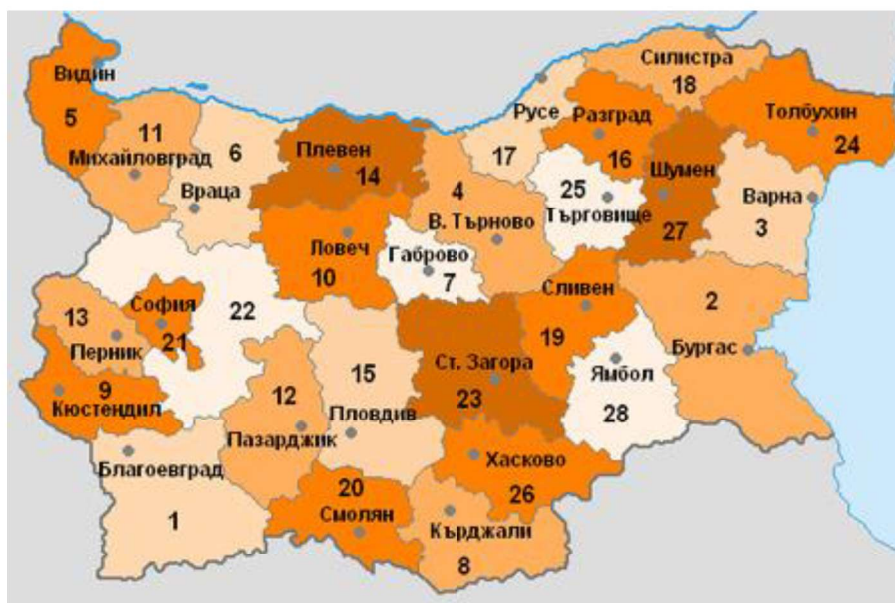 Видин
5
11
Михайловград
6
Враца
Плевен
14
4
В. Търново
Русе
17
Силистра
18
Разград
16
Толбухин
24
Шумен
27
25
Търговище
Варна
3
Ловеч
10
Габрово
7
София
21
22
13
Перник
9
Кюстендил
Сливен
19
2
Бургас
Ст. Загора
23
Ямбол
28
12
Пазарджик
15
Пловдив
Благоевград
1
20
Смолян
Хасково
26
Кърджали
8